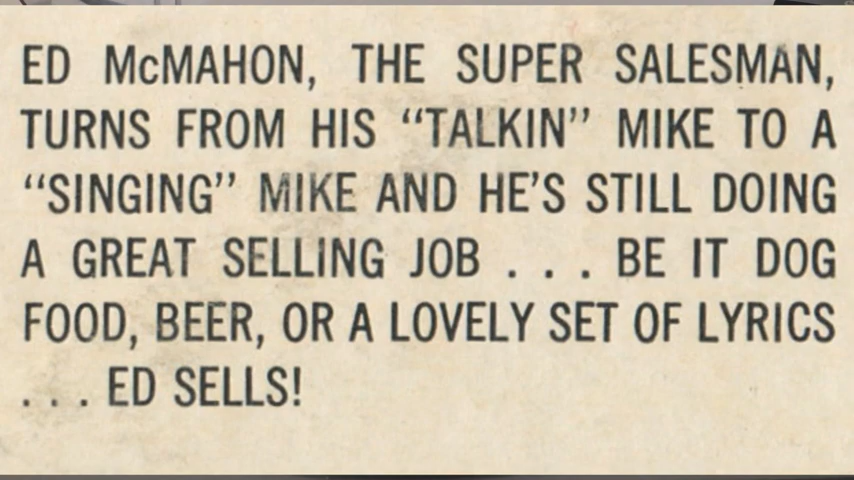 ED McMAHON, THE SUPER SALESMAN,
TURNS FROM HIS “TALKIN” MIKE TO A
“SINGING” MIKE AND HE’S STILL DOING
A GREAT SELLING JOB . . . BE IT DOG
FOOD, BEER, OR A LOVELY SET OF LYRICS
. . . ED SELLS!